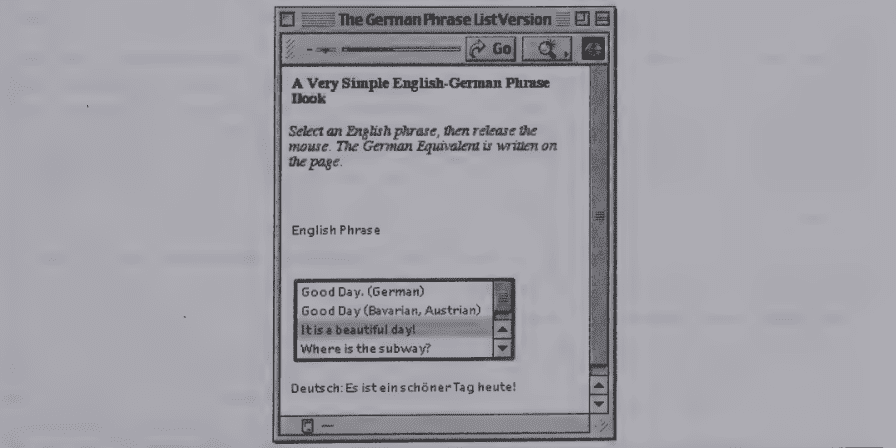 The German Phrase List Version
Go
A Very Simple English-German Phrase
Book
Select an English phrase, then release the
mouse. The German Equivalent is written on
the page.
English Phrase
Good Day. (German)
Good Day (Bavarian, Austrian)
It is a beautiful day!
Where is the subway?
Deutsch: Es ist ein schöner Tag heute!